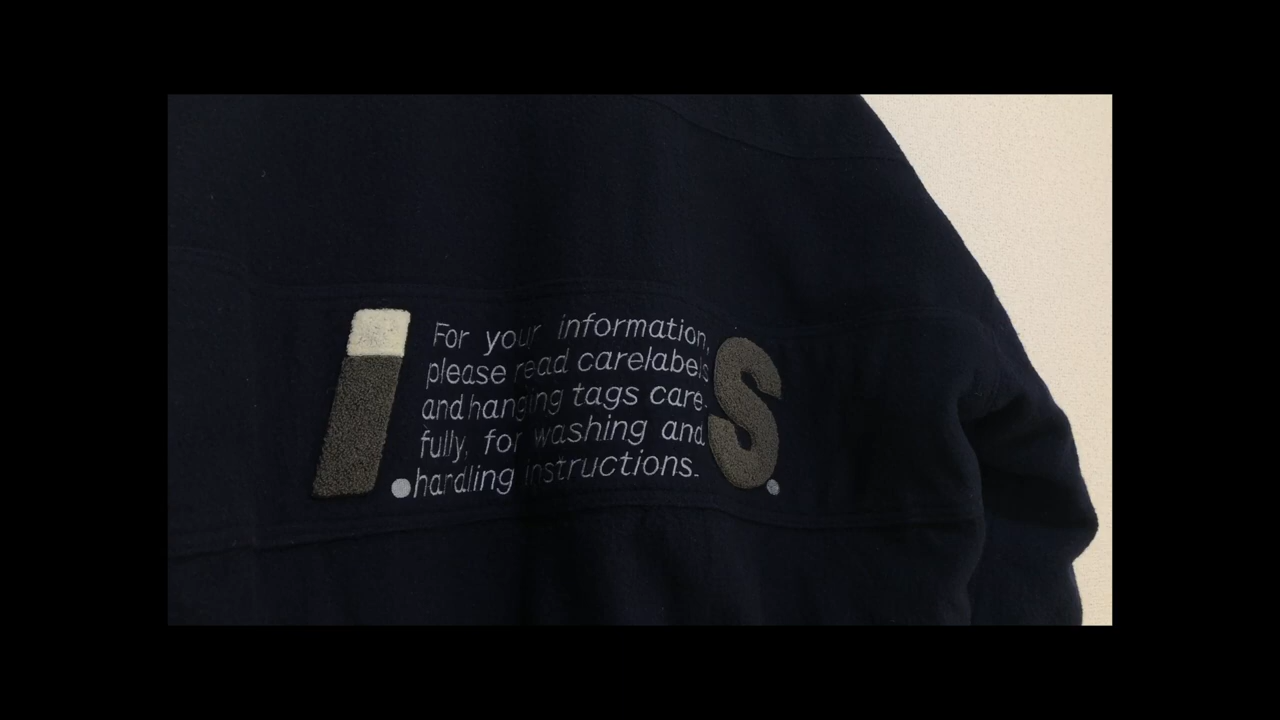 i.s.
For your information,
please read carelabels
and hanging tags care-
fully, for washing and
hardling instructions.